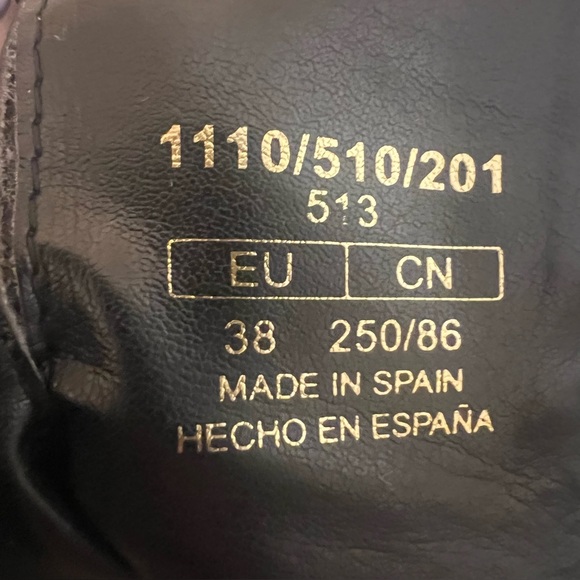 1110/510/201
513
EU CN
38 250/86
MADE IN SPAIN
HECHO EN ESPAÑA